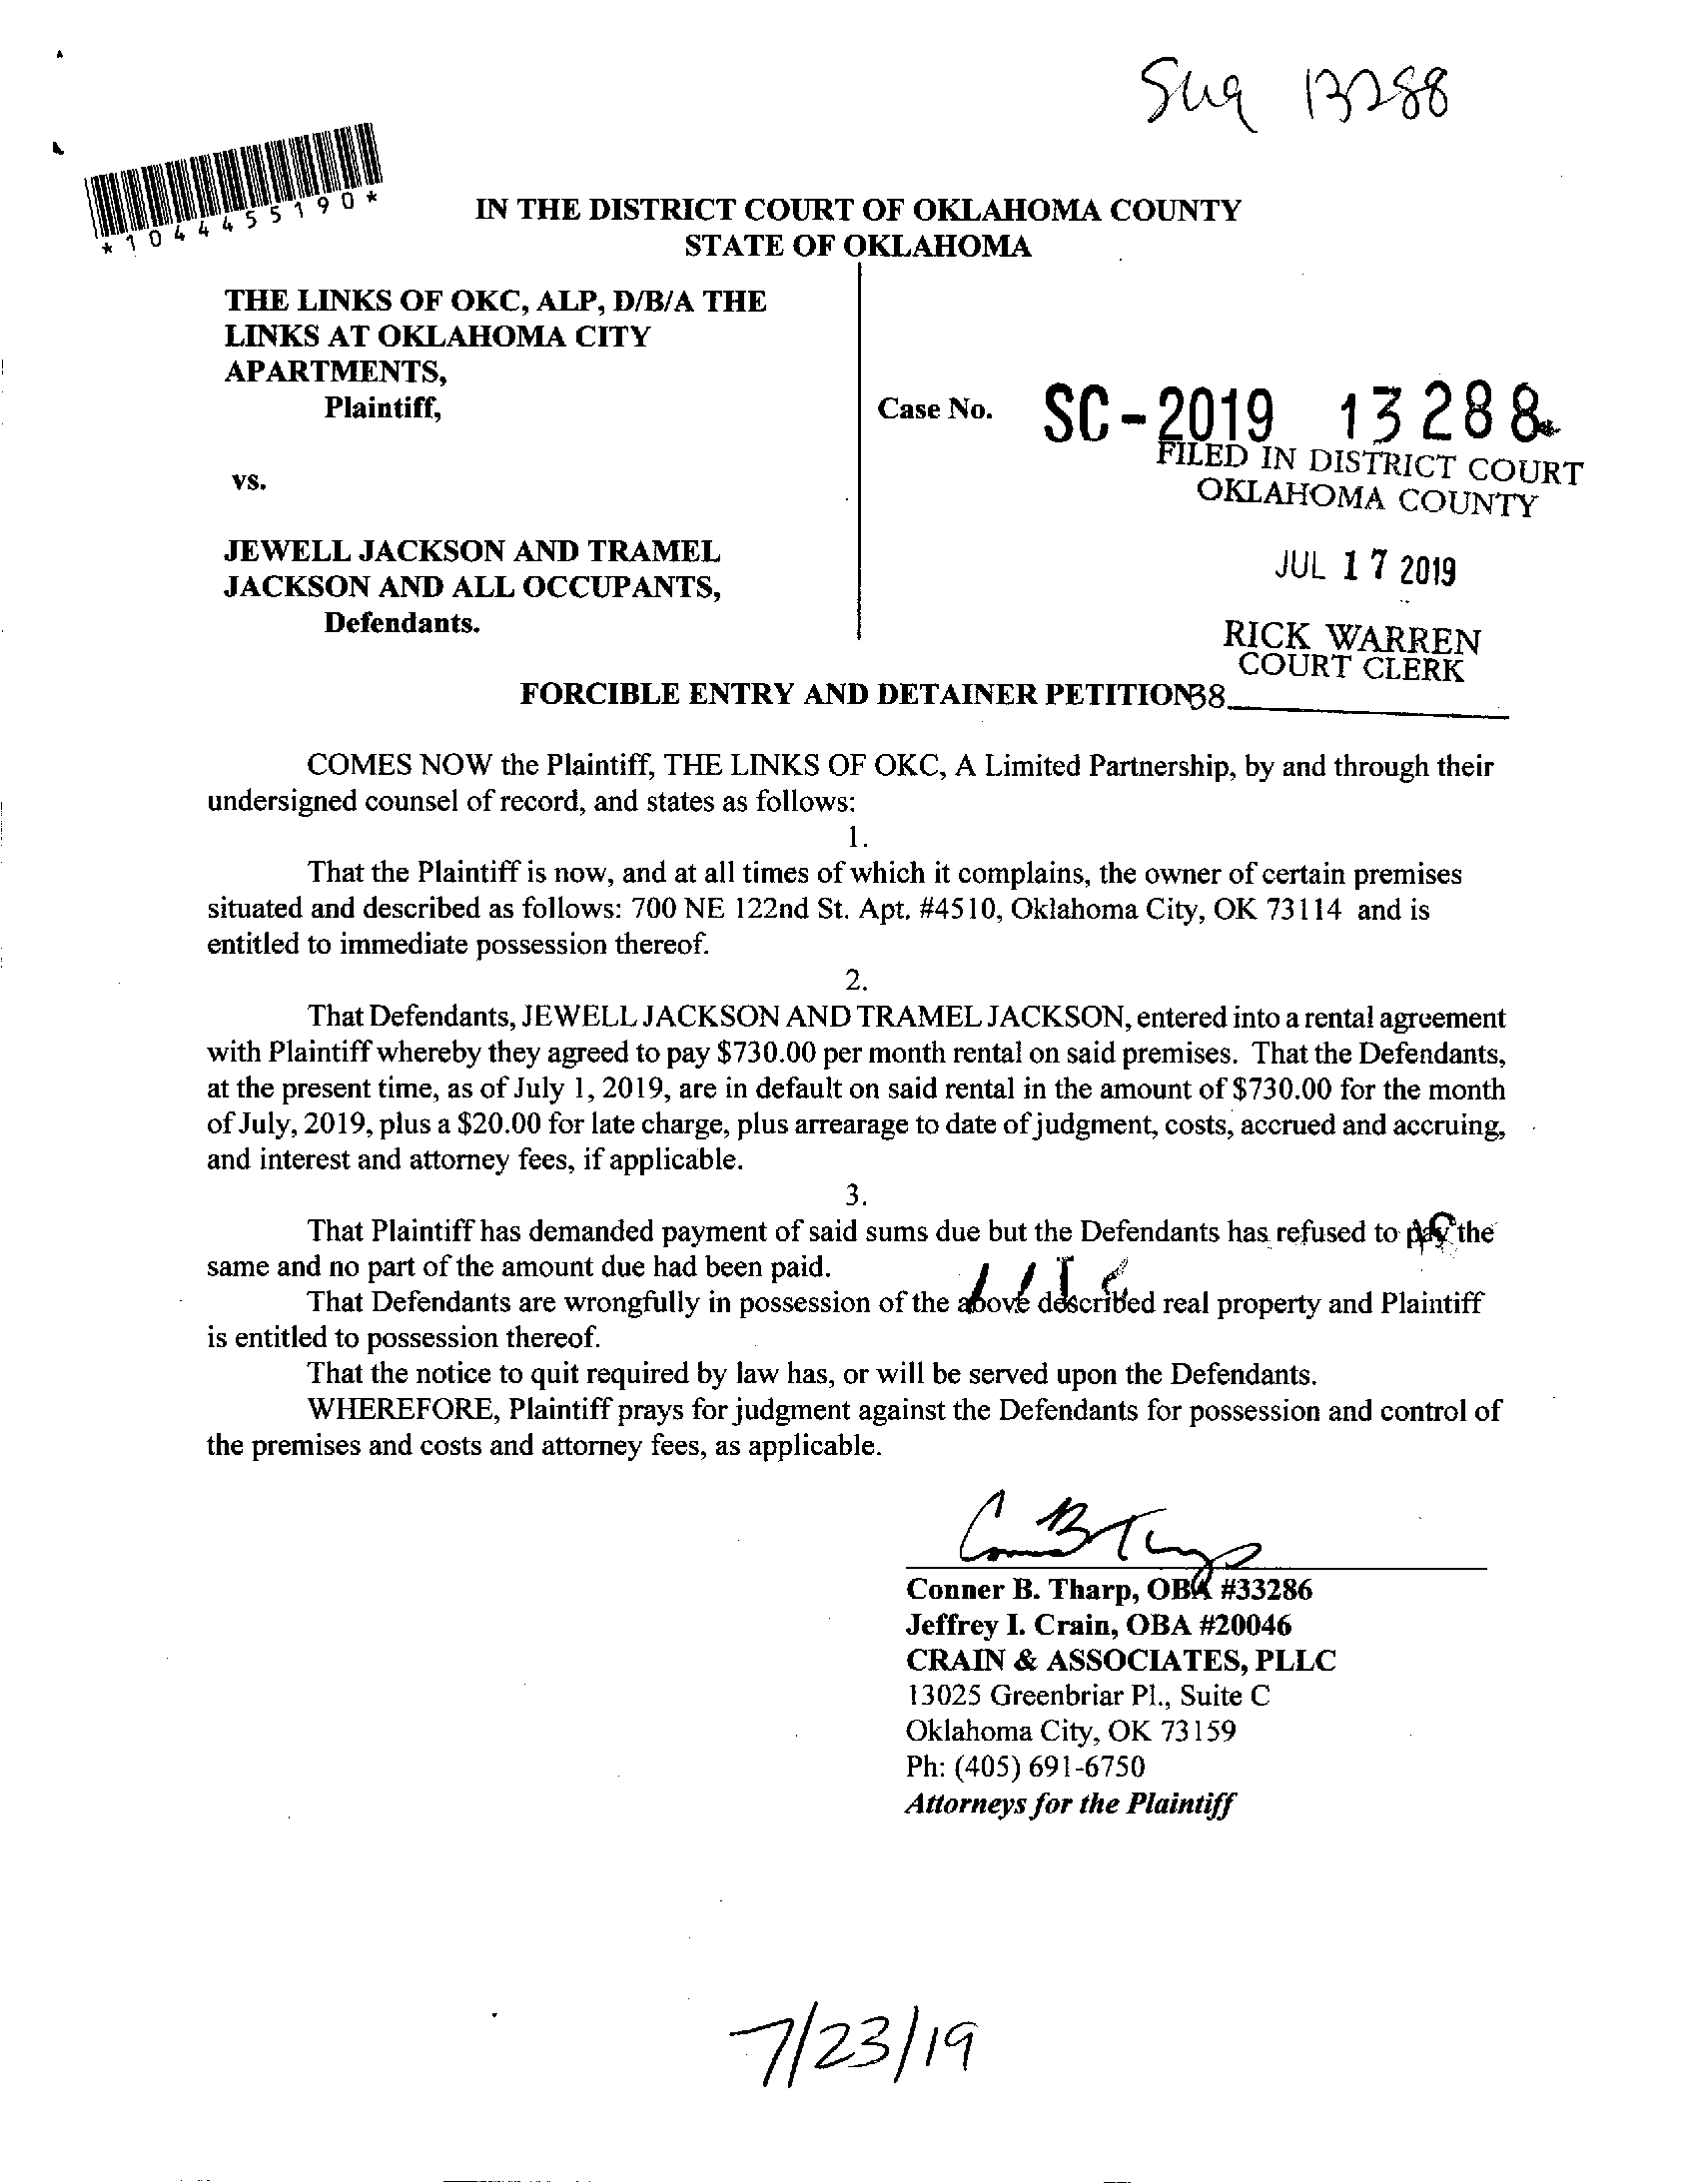 13288
*1044455190*
IN THE DISTRICT COURT OF OKLAHOMA COUNTY
STATE OF OKLAHOMA
THE LINKS OF OKC, ALP, D/B/A THE
LINKS AT OKLAHOMA CITY
APARTMENTS,
Plaintiff,
Case No. SC-2019 13288
FILED IN DISTRICT COURT
OKLAHOMA COUNTY
vs.
JEWELL JACKSON AND TRAMEL
JACKSON AND ALL OCCUPANTS,
Defendants.
JUL 17 2019
RICK WARREN
COURT CLERK
FORCIBLE ENTRY AND DETAINER PETITION
38
COMES NOW the Plaintiff, THE LINKS OF OKC, A Limited Partnership, by and through their
undersigned counsel of record, and states as follows:
1.
That the Plaintiff is now, and at all times of which it complains, the owner of certain premises
situated and described as follows: 700 NE 122nd St. Apt. #4510, Oklahoma City, OK 73114 and is
entitled to immediate possession thereof.
2.
That Defendants, JEWELL JACKSON AND TRAMEL JACKSON, entered into a rental agreement
with Plaintiff whereby they agreed to pay $730.00 per month rental on said premises. That the Defendants,
at the present time, as of July 1, 2019, are in default on said rental in the amount of $730.00 for the month
of July, 2019, plus a $20.00 for late charge, plus arrearage to date of judgment, costs, accrued and accruing,
and interest and attorney fees, if applicable.
3.
That Plaintiff has demanded payment of said sums due but the Defendants has refused to pay the
same and no part of the amount due had been paid.
That Defendants are wrongfully in possession of the above described real property and Plaintiff
is entitled to possession thereof.
That the notice to quit required by law has, or will be served upon the Defendants.
WHEREFORE, Plaintiff prays for judgment against the Defendants for possession and control of
the premises and costs and attorney fees, as applicable.
Conner B. Tharp, OBA #33286
Jeffrey I. Crain, OBA #20046
CRAIN & ASSOCIATES, PLLC
13025 Greenbriar Pl., Suite C
Oklahoma City, OK 73159
Ph: (405) 691-6750
Attorneys for the Plaintiff
7/23/19